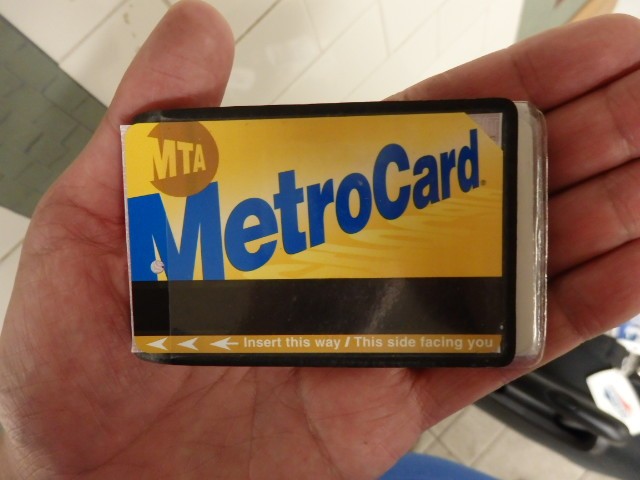 MTA
MetroCard
Insert this way / This side facing you